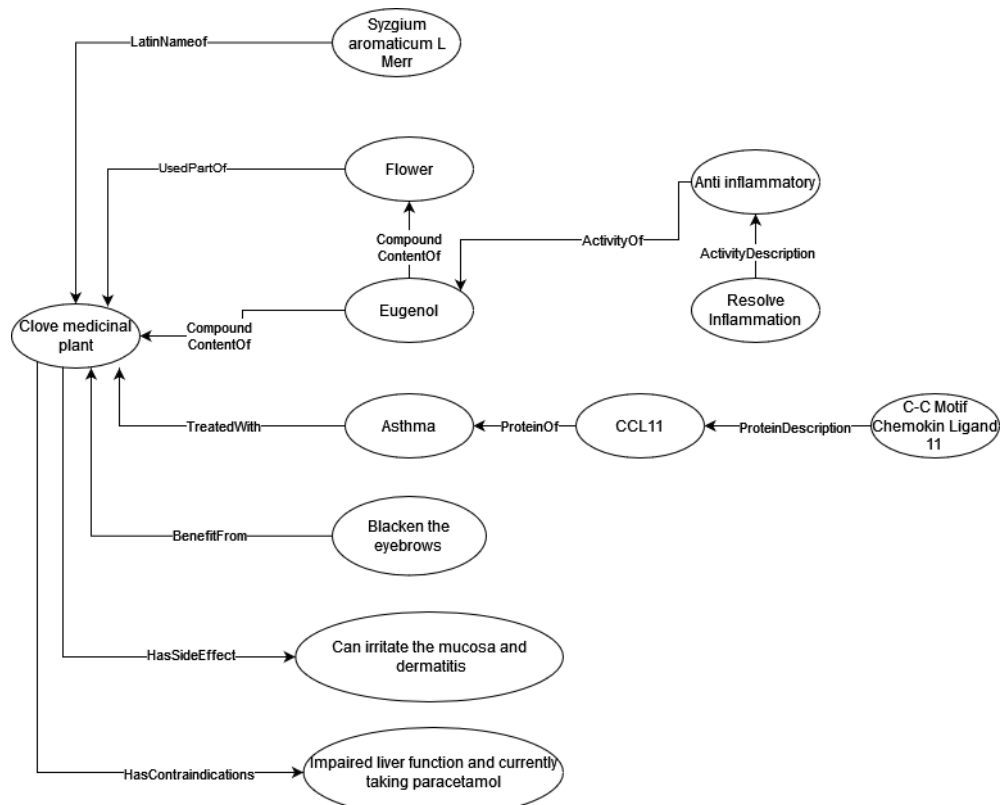 Syzgium
aromaticum L
Merr
LatinNameof
Flower
UsedPartOf
Anti inflammatory
Compound
ContentOf
ActivityOf
ActivityDescription
Eugenol
Resolve
Inflammation
Clove medicinal
plant
Compound
ContentOf
TreatedWith
Asthma
ProteinOf
CCL11
ProteinDescription
C-C Motif
Chemokin Ligand
11
BenefitFrom
Blacken the
eyebrows
HasSideEffect
Can irritate the mucosa and
dermatitis
HasContraindications
Impaired liver function and currently
taking paracetamol